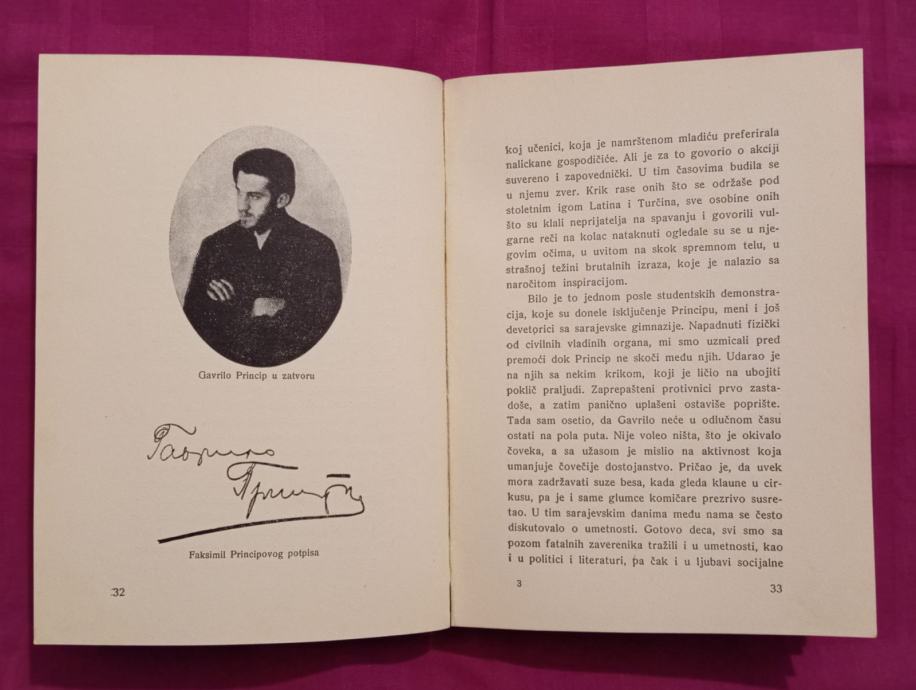 Gavrilo Princip u zatvoru
Гаврило
Принцип
Faksimil Principovog potpisa
32
koj učenici, koja je namrštenom mladiću preferirala
nalickane gospodičiće. Ali je za to govorio o akciji
suvereno i zapovednički. U tim časovima budila se
u njemu zver. Krik rase onih što se održaše pod
stoletnim igom Latina i Turčina, sve osobine onih
što su klali neprijatelja na spavanju i govorili vul-
garne reči na kolac nataknuti ogledale su se u nje-
govim očima, u uvitom na skok spremnom telu, u
strašnoj težini brutalnih izraza, koje je nalazio sa
naročitom inspiracijom.
Bilo je to jednom posle studentskih demonstra-
cija, koje su donele isključenje Principu, meni i još
devetorici sa sarajevske gimnazije. Napadnuti fizički
od civilnih vladinih organa, mi smo uzmicali pred
premoći dok Princip ne skoči među njih. Udarao je
na njih sa nekim krikom, koji je ličio na ubojiti
poklič praljudi. Zaprepašteni protivnici prvo zasta-
doše, a zatim panično uplašeni ostaviše poprište.
Tada sam osetio, da Gavrilo neće u odlučnom času
ostati na pola puta. Nije voleo ništa, što je okivalo
čoveka, a sa užasom je mislio na aktivnost koja
umanjuje čovečije dostojanstvo. Pričao je, da uvek
mora zadržavati suze besa, kada gleda klaune u cir-
kusu, pa je i same glumce komičare prezrivo susre-
tao. U tim sarajevskim danima među nama se često
diskutovalo o umetnosti. Gotovo deca, svi smo sa
pozom fatalnih zaverenika tražili i u umetnosti, kao
i u politici i literaturi, pa čak i u ljubavi socijalne
3
33